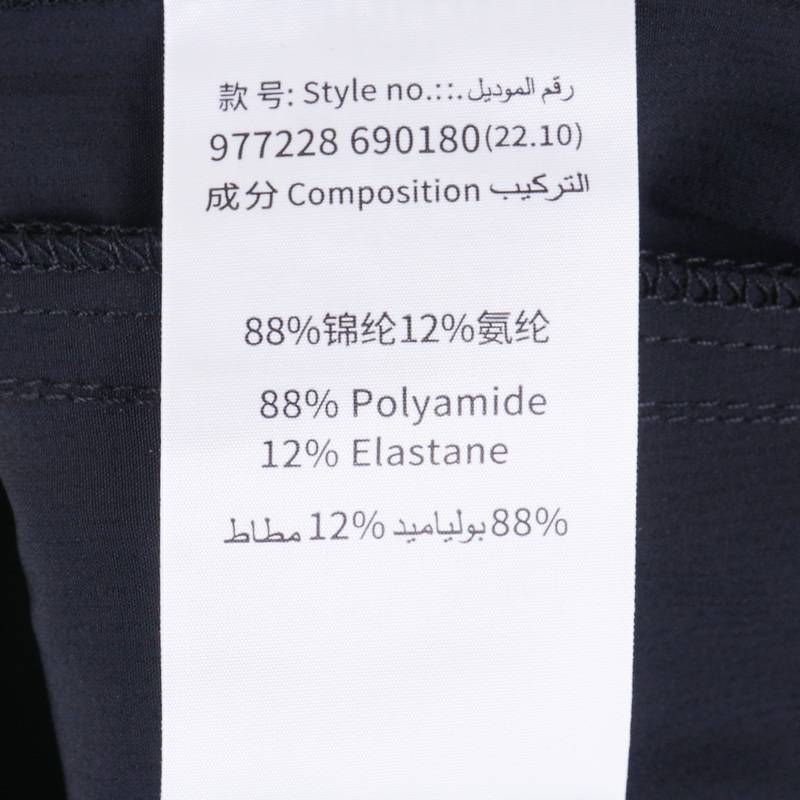 款 号: Style no.::.رقم الموديل
977228 690180(22.10)
成分 Composition التركيب
88%锦纶12%氨纶
88% Polyamide
12% Elastane
88%بولياميد 12% مطاط